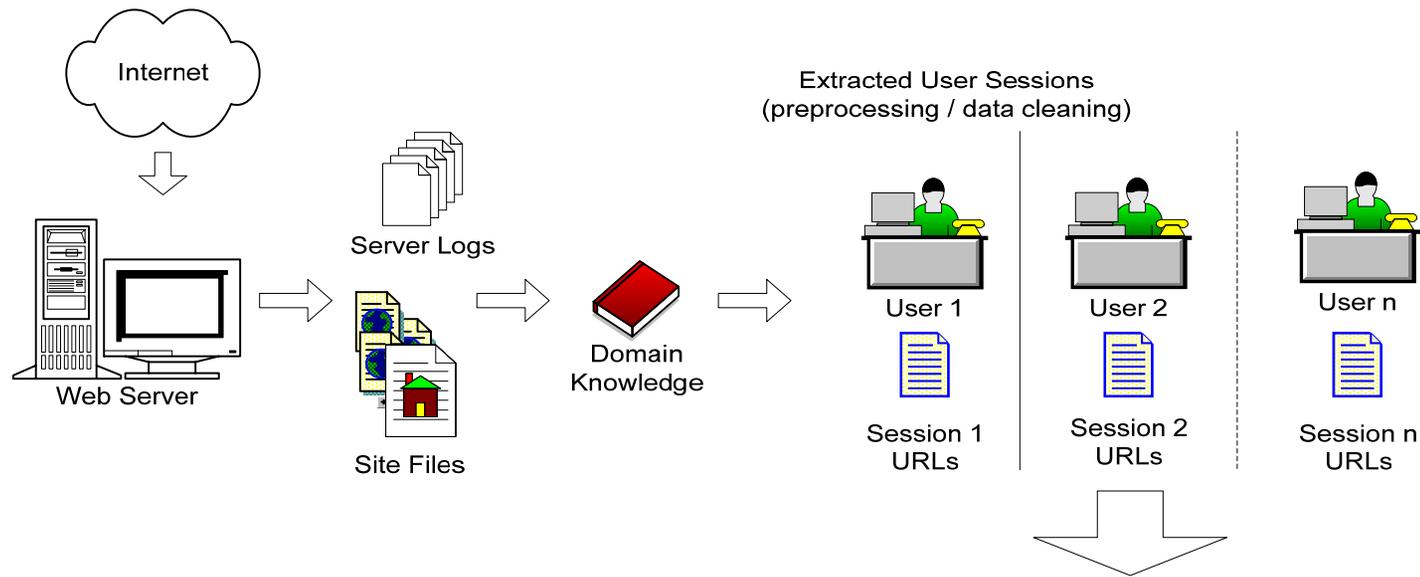 Internet
Extracted User Sessions
(preprocessing / data cleaning)
Server Logs
Web Server
Site Files
Domain
Knowledge
User 1
User 2
User n
Session 1
URLs
Session 2
URLs
Session n
URLs